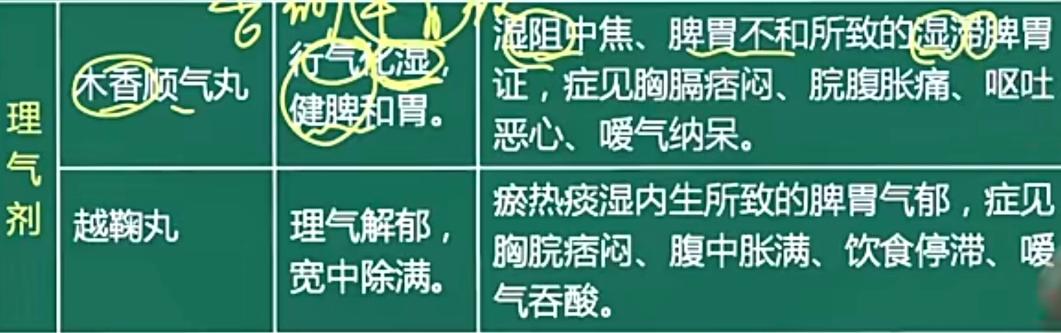 理气剂
木香顺气丸
行气化湿，
健脾和胃。
湿阻中焦、脾胃不和所致的湿滞脾胃
证，症见胸膈痞闷、脘腹胀痛、呕吐
恶心、嗳气纳呆。
越鞠丸
理气解郁，
宽中除满。
瘀热痰湿内生所致的脾胃气郁，症见
胸脘痞闷、腹中胀满、饮食停滞、嗳
气吞酸。